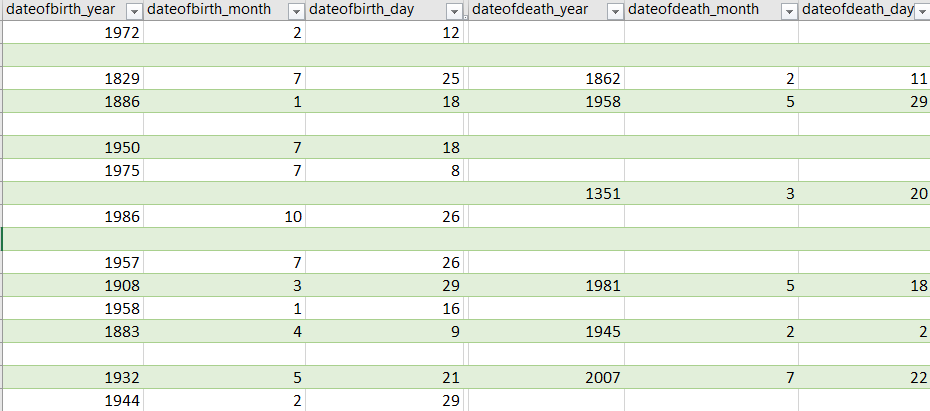 dateofbirth_year dateofbirth_month dateofbirth_day dateofdeath_year dateofdeath_month dateofdeath_day
1972 2 12
1829 7 25 1862 2 11
1886 1 18 1958 5 29
1950 7 18
1975 7 8
1351 3 20
1986 10 26
1957 7 26
1908 3 29 1981 5 18
1958 1 16
1883 4 9 1945 2 2
1932 5 21 2007 7 22
1944 2 29